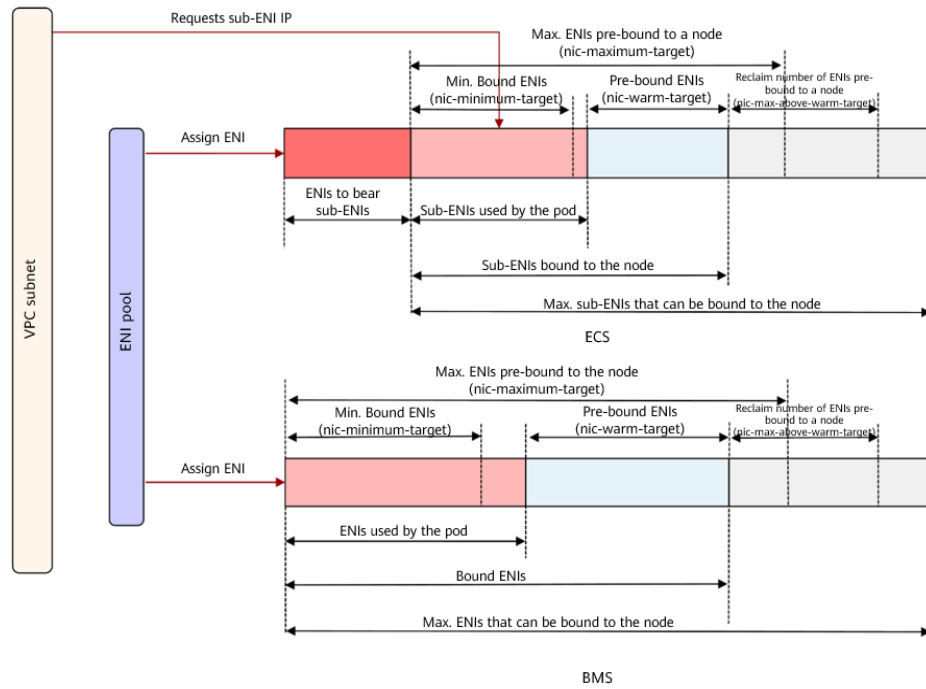 Requests sub-ENI IP
Max. ENIs pre-bound to a node
(nic-maximum-target)
Min. Bound ENIs
(nic-minimum-target)
Pre-bound ENIs
(nic-warm-target)
Reclaim number of ENIs pre-
bound to a node
(nic-max-above-warm-target)
Assign ENI
ENIs to bear
sub-ENIs
Sub-ENIs used by the pod
Sub-ENIs bound to the node
Max. sub-ENIs that can be bound to the node
ECS
VPC subnet
ENI pool
Max. ENIs pre-bound to the node
(nic-maximum-target)
Min. Bound ENIs
(nic-minimum-target)
Pre-bound ENIs
(nic-warm-target)
Reclaim number of ENIs pre-
bound to a node
(nic-max-above-warm-target)
Assign ENI
ENIs used by the pod
Bound ENIs
Max. ENIs that can be bound to the node
BMS